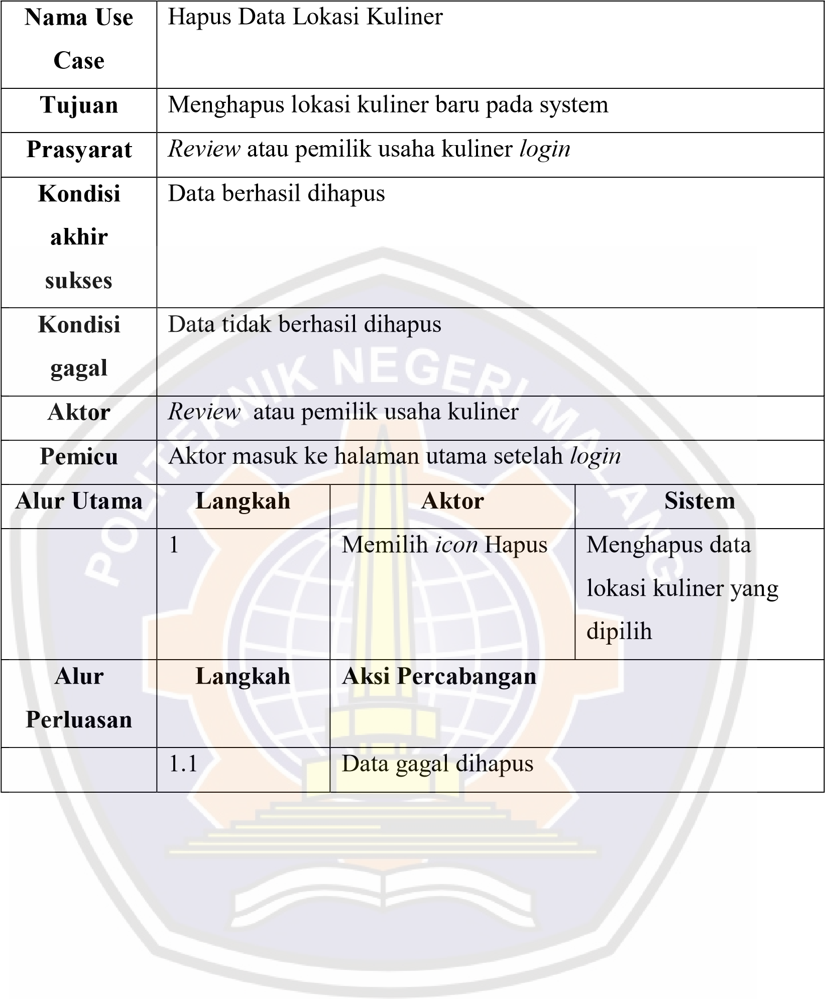 Nama Use Hapus Data Lokasi Kuliner
Case
Tujuan Menghapus lokasi kuliner baru pada system
Prasyarat Review atau pemilik usaha kuliner login
Kondisi Data berhasil dihapus
akhir
sukses
Kondisi Data tidak berhasil dihapus
gagal
Aktor Review atau pemilik usaha kuliner
Pemicu Aktor masuk ke halaman utama setelah login
Alur Utama Langkah Aktor Sistem
1 Memilih icon Hapus Menghapus data
lokasi kuliner yang
dipilih
Alur Langkah Aksi Percabangan
Perluasan
1.1 Data gagal dihapus
POLITEKNIK NEGERI MALANG